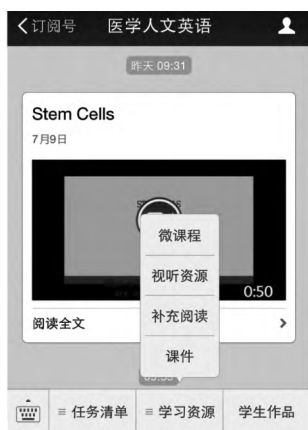 订阅号 医学人文英语
昨天 09:31
Stem Cells
7月9日
微课程
视听资源
0:50
补充阅读
阅读全文
课件
任务清单 学习资源 学生作品